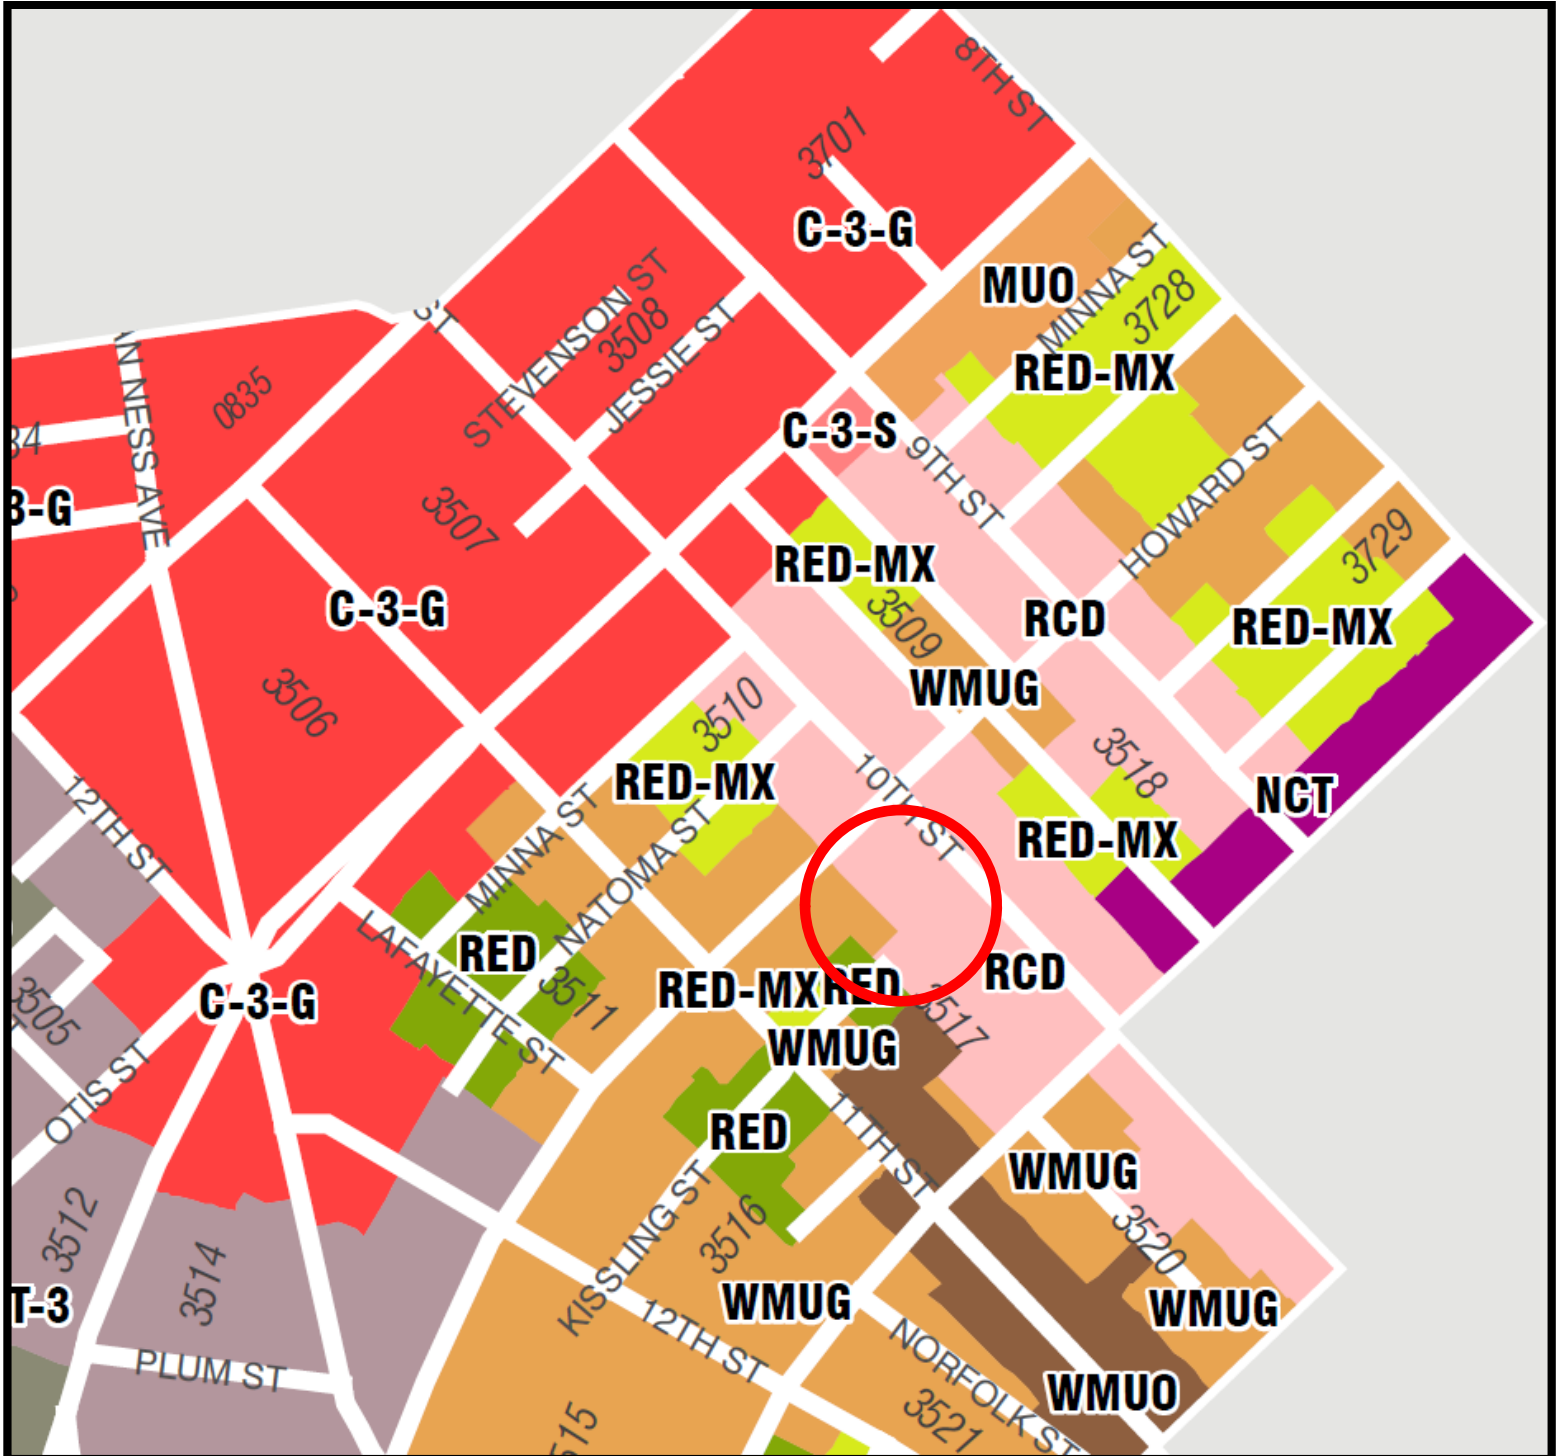 8TH ST
3701
C-3-G
MINNA ST
MUO
3728
STEVENSON ST
3508
JESSIE ST
ST
RED-MX
AN NESS AVE
0835
34
C-3-S
9TH ST
HOWARD ST
3-G
3507
3729
RED-MX
3509
C-3-G
RCD
RED-MX
WMUG
3506
3510
3518
10TH ST
RED-MX
NCT
12TH ST
MINNA ST
NATOMA ST
RED-MX
LAFAYETTE ST
RED
3511
RED-MX
RED
RCD
3505
C-3-G
3517
WMUG
OTIS ST
11TH ST
RED
WMUG
KISSLING ST
3516
3520
3512
3514
T-3
WMUG
WMUG
12TH ST
NORFOLK ST
PLUM ST
WMUO
3521
515